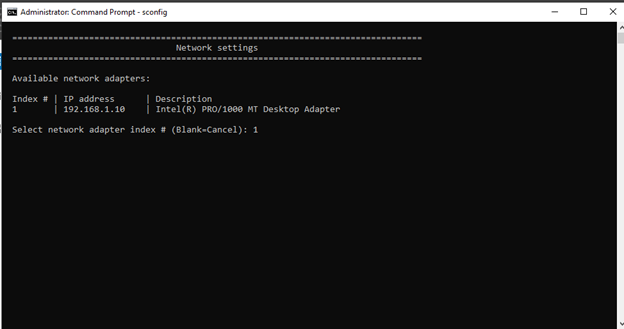 Administrator: Command Prompt - sconfig
================================================================================
Network settings
================================================================================
Available network adapters:
Index # | IP address | Description
1 | 192.168.1.10 | Intel(R) PRO/1000 MT Desktop Adapter
Select network adapter index # (Blank=Cancel): 1